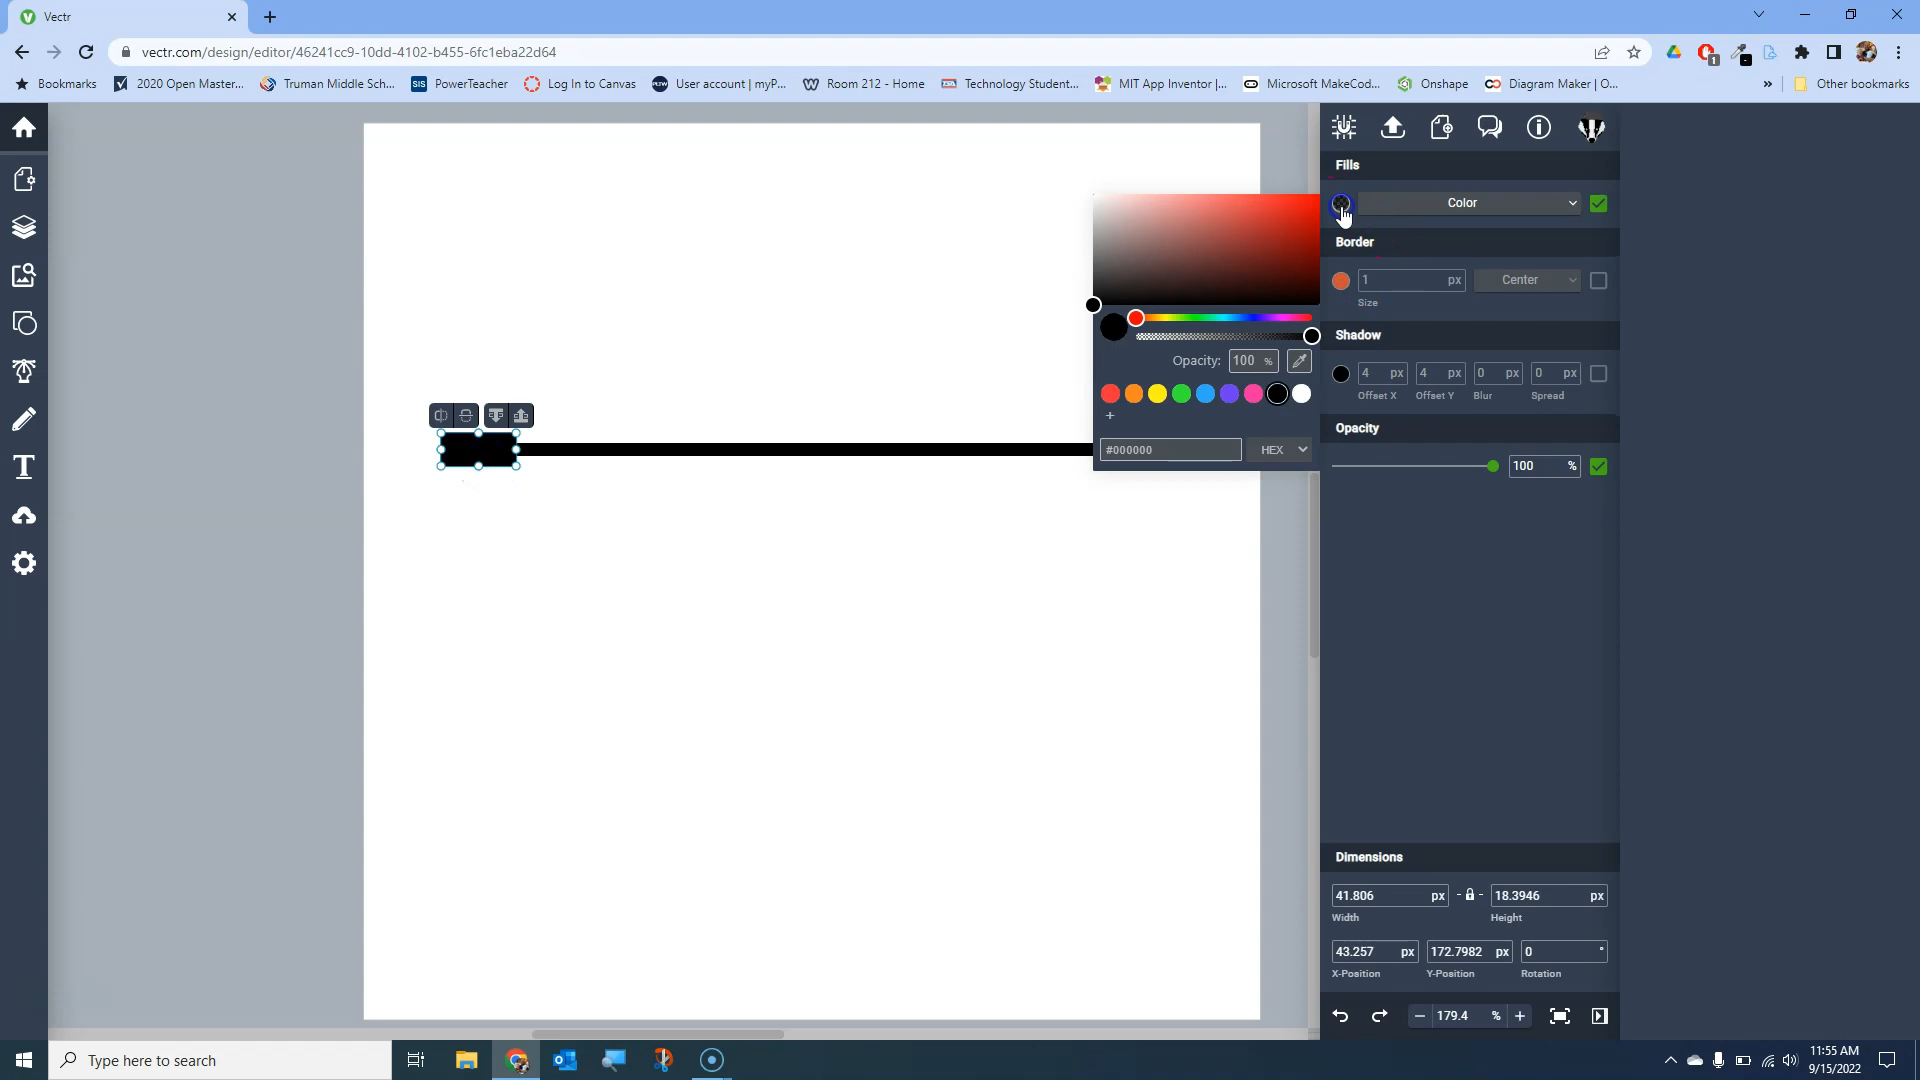 Vectr
vectr.com/design/editor/46241cc9-10dd-4102-b455-6fc1eba22d64
1
Bookmarks
2020 Open Master...
Truman Middle Sch...
SIS
PowerTeacher
Log In to Canvas
PLTW
User account | myP...
Room 212 - Home
Technology Student...
MIT App Inventor |...
Microsoft MakeCod...
Onshape
Diagram Maker | O...
»
Other bookmarks
Fills
Color
Border
1 px
Center
Size
Shadow
4 px
4 px
0 px
0 px
Offset X
Offset Y
Blur
Spread
Opacity: 100 %
+
#000000
HEX
Opacity
100 %
T
Dimensions
41.806 px
18.3946 px
Width
Height
43.257 px
172.7982 px
0 °
X-Position
Y-Position
Rotation
179.4 %
Type here to search
11:55 AM
9/15/2022